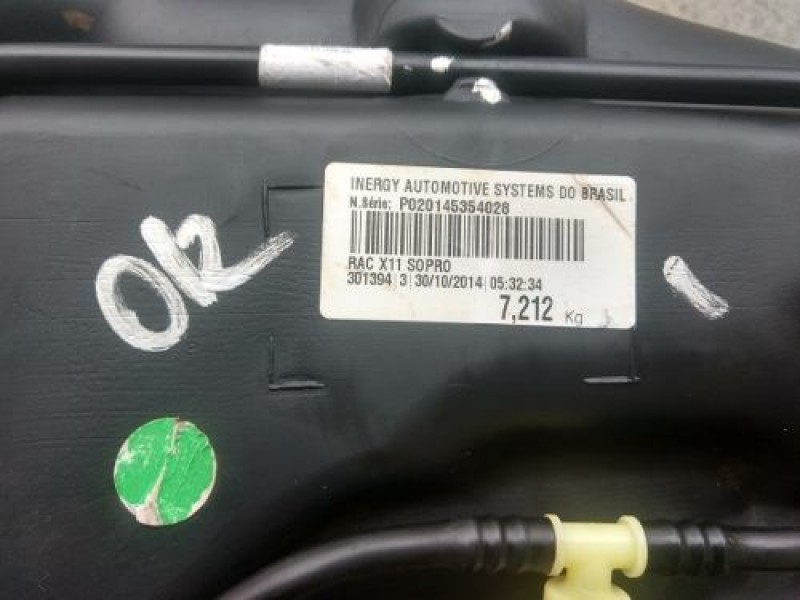 INERGY AUTOMOTIVE SYSTEMS DO BRASIL
N.Série: P020145354028
RAC X11 SOPRO
301394 3 30/10/2014 05:32:34
7,212 Kg
OK